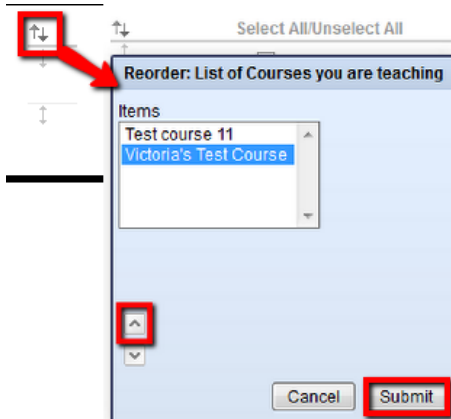 Select All/Unselect All
Reorder: List of Courses you are teaching
Items
Test course 11
Victoria's Test Course
Cancel Submit